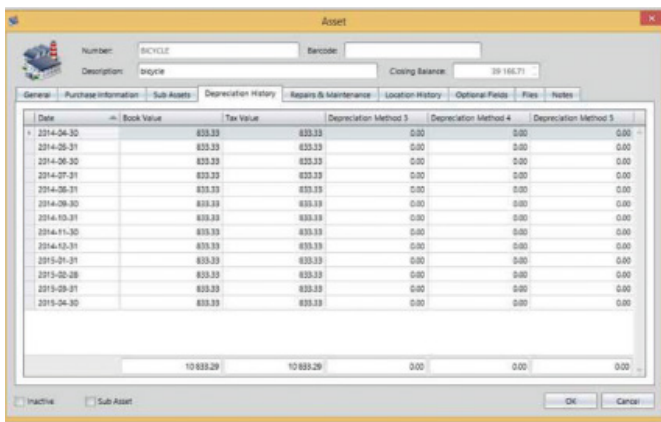 Asset
Number: BICYCLE Barcode:
Description: bicycle Closing Balance: 39 166.71
General Purchase Information Sub Assets Depreciation History Repairs & Maintenance Location History Optional Fields Files Notes
Date Book Value Tax Value Depreciation Method 3 Depreciation Method 4 Depreciation Method 5
2014-04-30 833.33 833.33 0.00 0.00 0.00
2014-05-31 833.33 833.33 0.00 0.00 0.00
2014-06-30 833.33 833.33 0.00 0.00 0.00
2014-07-31 833.33 833.33 0.00 0.00 0.00
2014-08-31 833.33 833.33 0.00 0.00 0.00
2014-09-30 833.33 833.33 0.00 0.00 0.00
2014-10-31 833.33 833.33 0.00 0.00 0.00
2014-11-30 833.33 833.33 0.00 0.00 0.00
2014-12-31 833.33 833.33 0.00 0.00 0.00
2015-01-31 833.33 833.33 0.00 0.00 0.00
2015-02-28 833.33 833.33 0.00 0.00 0.00
2015-03-31 833.33 833.33 0.00 0.00 0.00
2015-04-30 833.33 833.33 0.00 0.00 0.00
10 833.29 10 833.29 0.00 0.00 0.00
Inactive Sub Asset OK Cancel